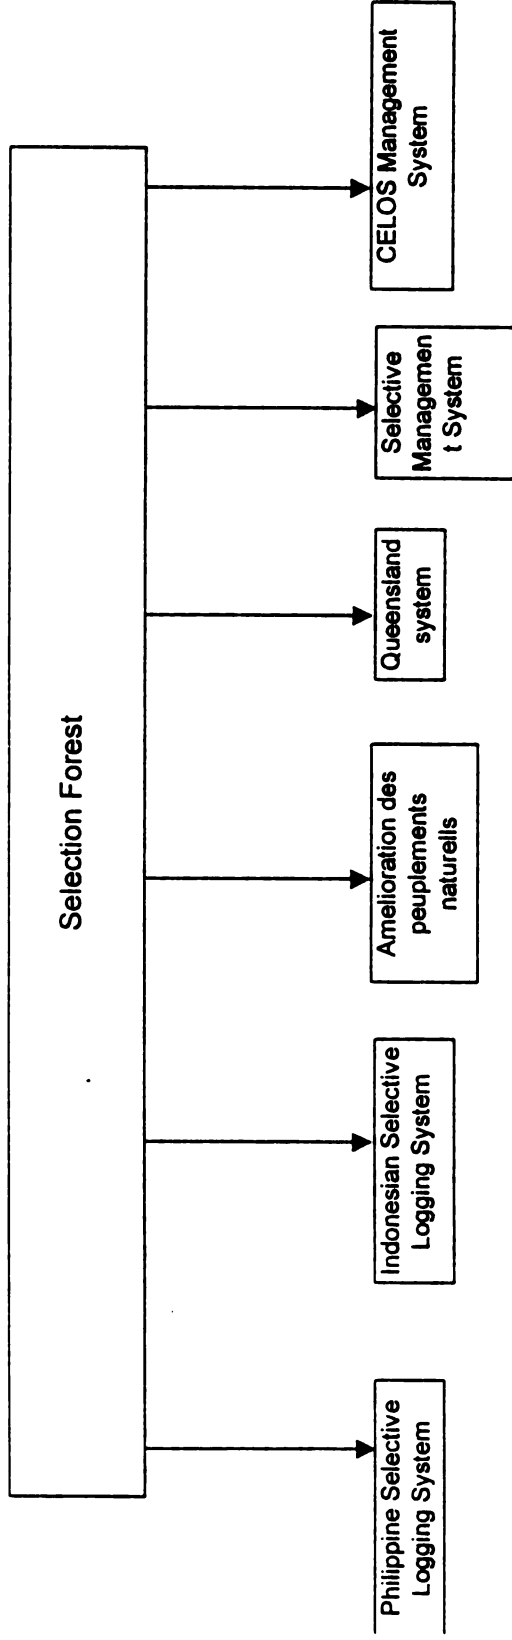 Selection Forest
Philippine Selective
Logging System
Indonesian Selective
Logging System
Amelioration des
peuplements
naturells
Queensland
system
Selective
Managemen
t System
CELOS Management
System